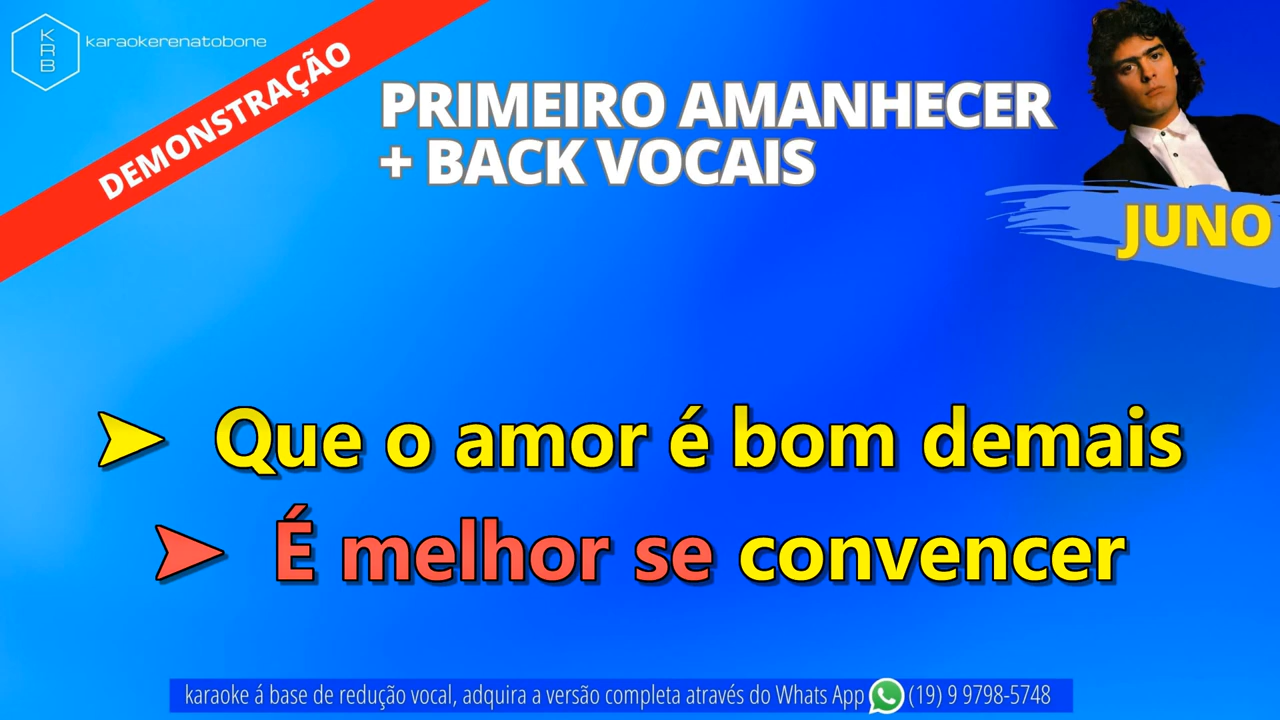 KRB
karaokerenatobone
DEMONSTRAÇÃO
PRIMEIRO AMANHECER
+ BACK VOCAIS
JUNO
➤ Que o amor é bom demais
➤ É melhor se convencer
karaoke á base de redução vocal, adquira a versão completa através do Whats App (19) 9 9798-5748